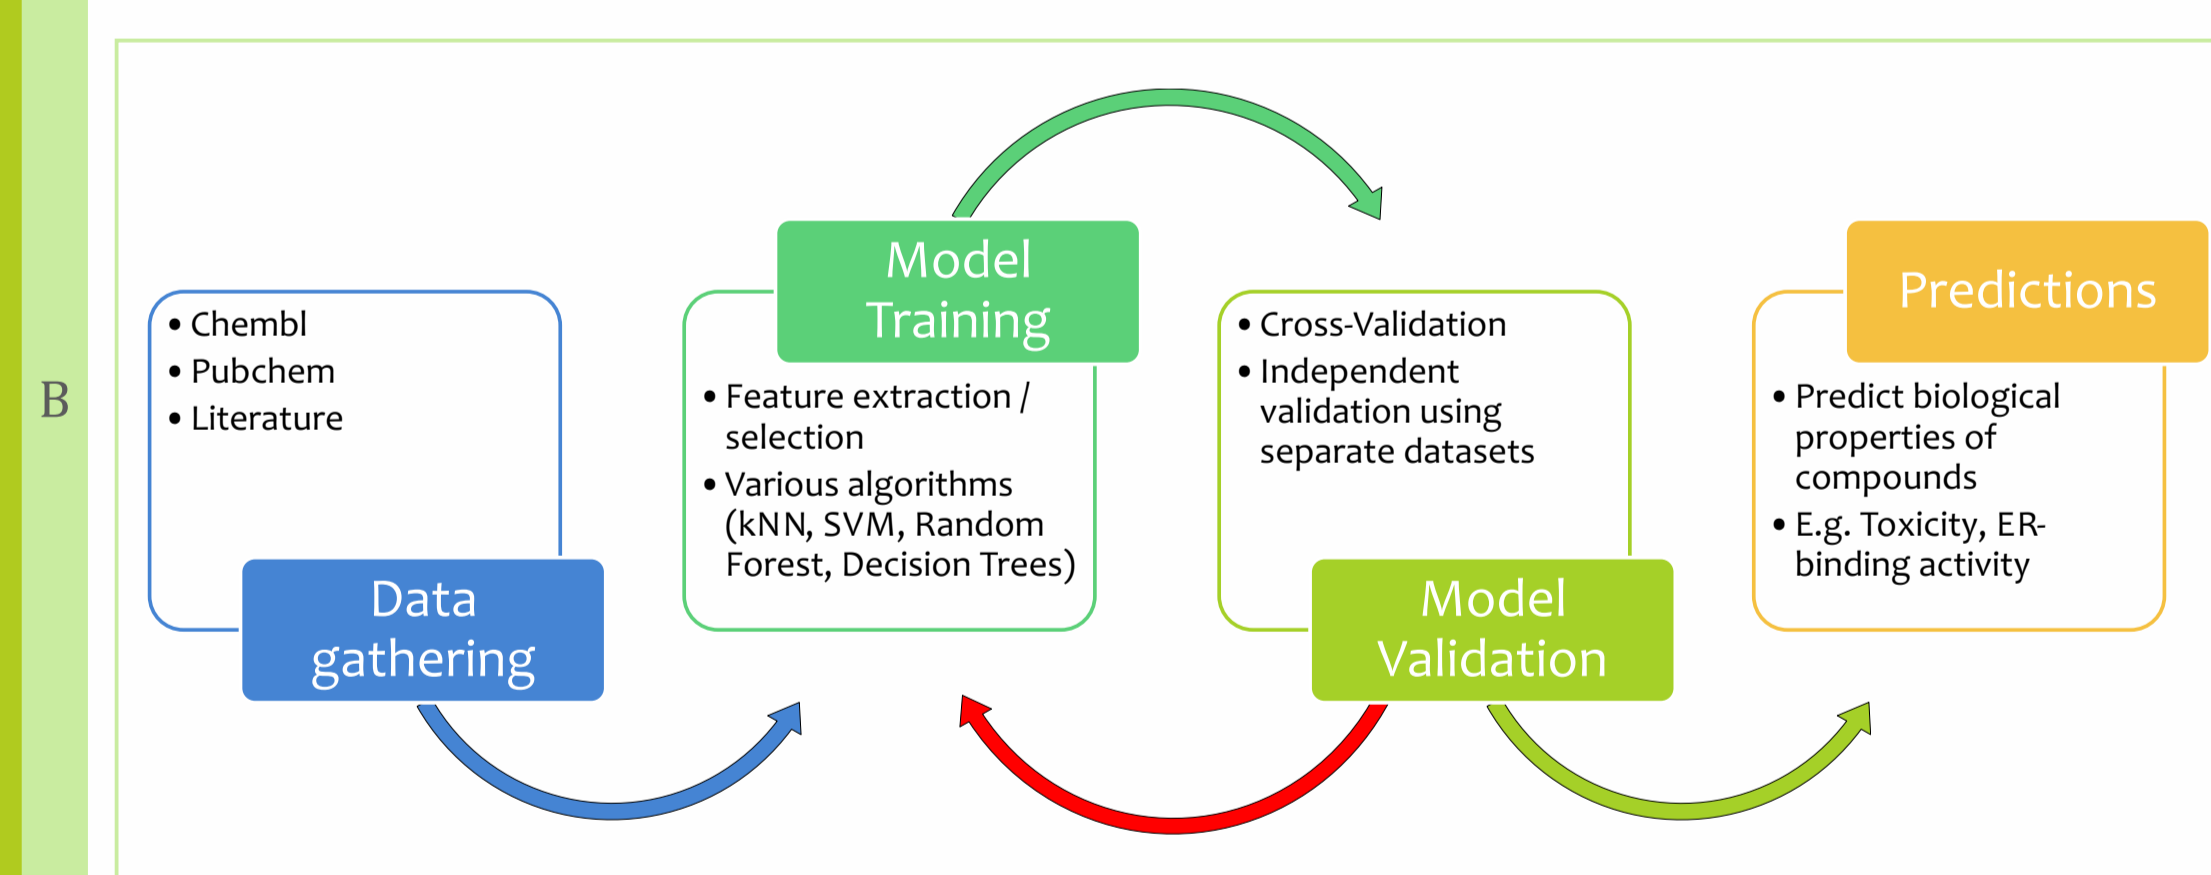 B
• Chembl
• Pubchem
• Literature
Data
gathering
Model
Training
• Feature extraction /
selection
• Various algorithms
(kNN, SVM, Random
Forest, Decision Trees)
• Cross-Validation
• Independent
validation using
separate datasets
Model
Validation
Predictions
• Predict biological
properties of
compounds
• E.g. Toxicity, ER-
binding activity